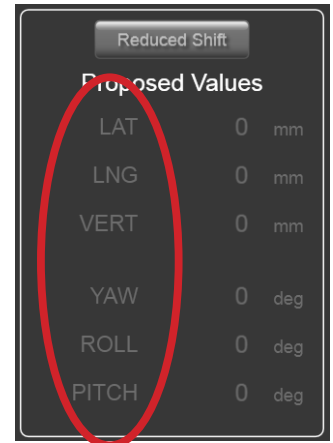 Reduced Shift
Proposed Values
LAT 0 mm
LNG 0 mm
VERT 0 mm
YAW 0 deg
ROLL 0 deg
PITCH 0 deg